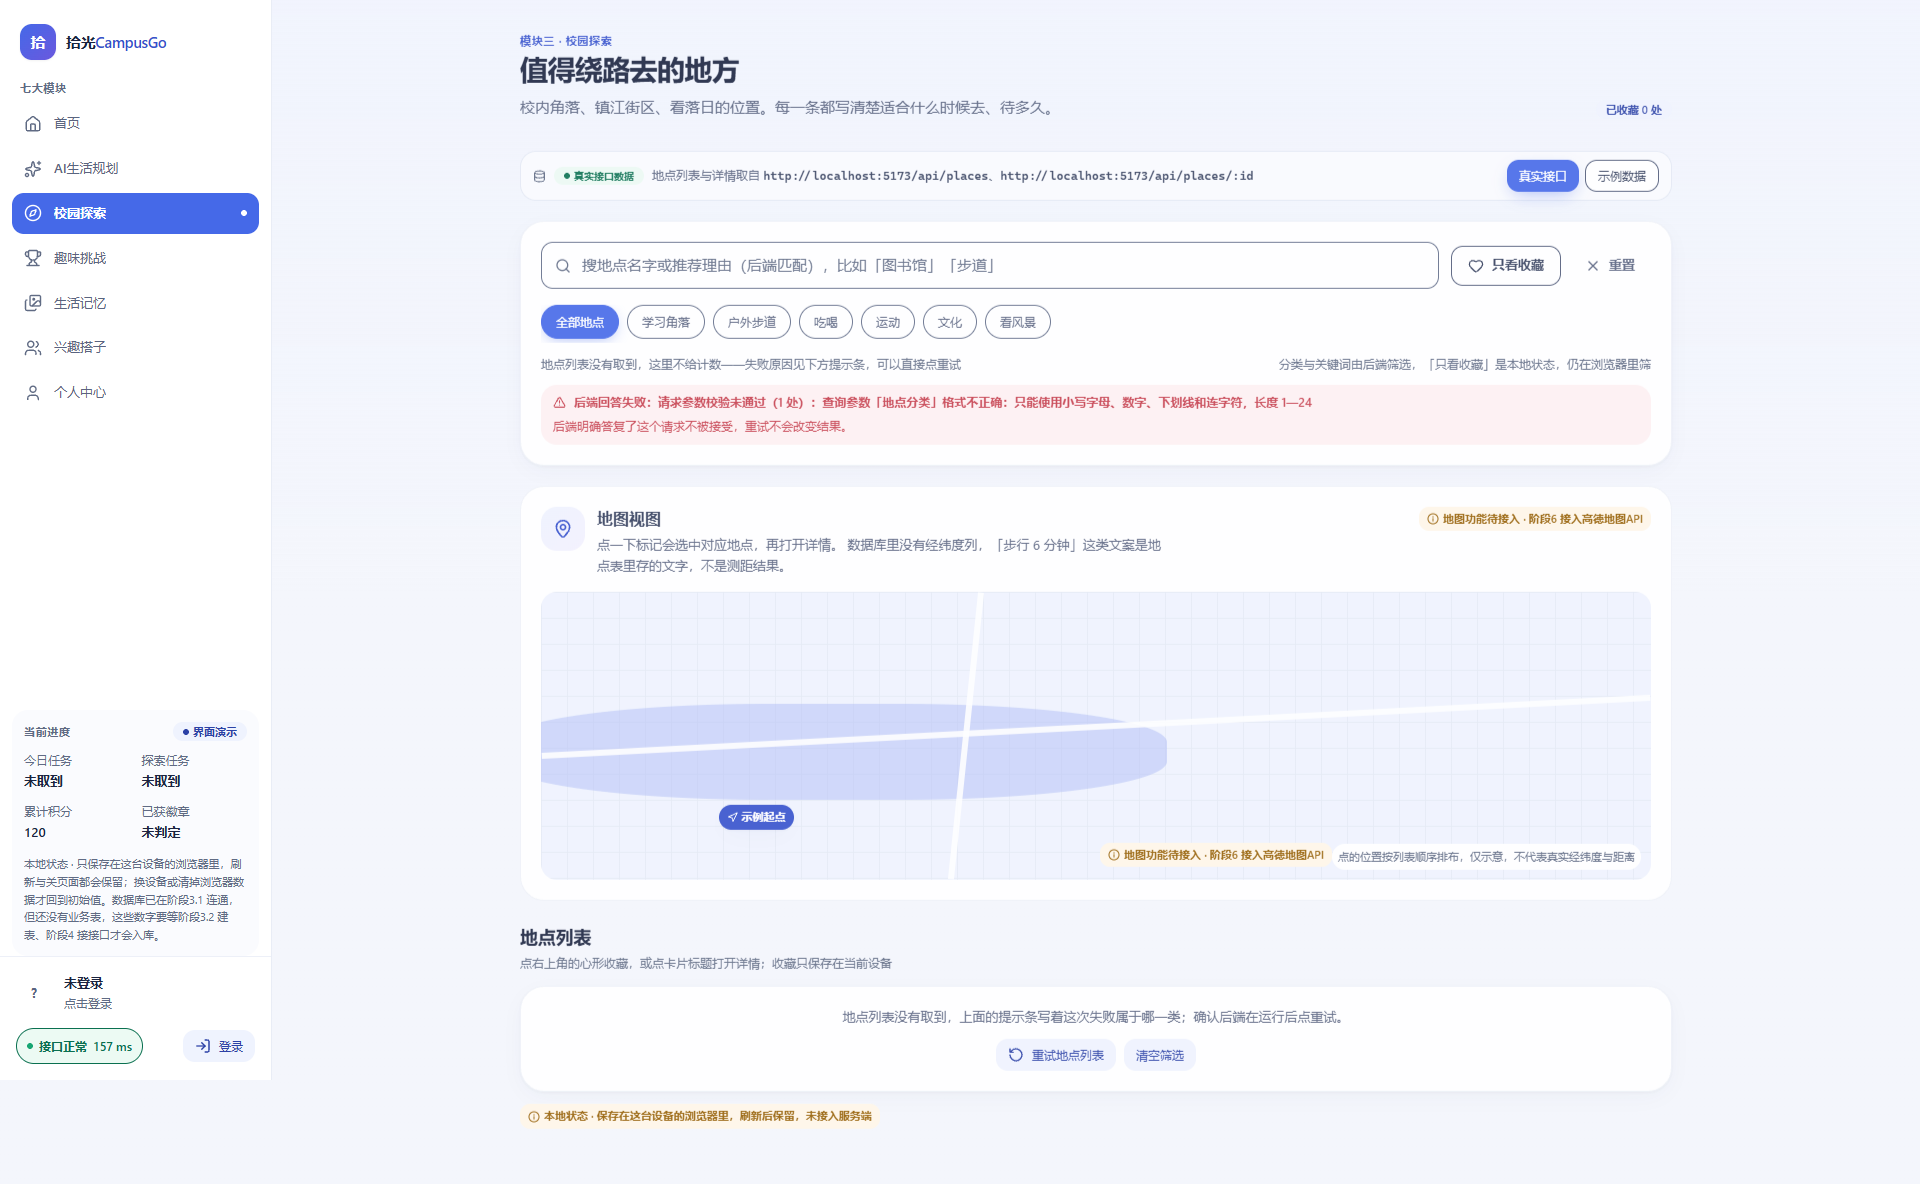 拾 拾光CampusGo
七大模块
首页
AI生活规划
校园探索
趣味挑战
生活记忆
兴趣搭子
个人中心
当前进度 界面演示
今日任务 探索任务
未取到 未取到
累计积分 已获徽章
120 未判定
本地状态 · 只保存在这台设备的浏览器里，刷
新与关页面都会保留；换设备或清掉浏览器数
据才回到初始值。数据库已在阶段3.1 连通，
但还没有业务表，这些数字要等阶段3.2 建
表、阶段4 接接口才会入库。
? 未登录
点击登录
接口正常 157 ms 登录
模块三 · 校园探索
值得绕路去的地方
校内角落、镇江街区、看落日的位置。每一条都写清楚适合什么时候去、待多久。
已收藏 0 处
真实接口数据 地点列表与详情取自 http://localhost:5173/api/places、http://localhost:5173/api/places/:id 真实接口 示例数据
搜地点名字或推荐理由（后端匹配），比如「图书馆」「步道」 只看收藏 重置
全部地点 学习角落 户外步道 吃喝 运动 文化 看风景
地点列表没有取到，这里不给计数——失败原因见下方提示条，可以直接点重试 分类与关键词由后端筛选，「只看收藏」是本地状态，仍在浏览器里筛
后端回答失败：请求参数校验未通过（1 处）：查询参数「地点分类」格式不正确：只能使用小写字母、数字、下划线和连字符，长度 1—24
后端明确答复了这个请求不被接受，重试不会改变结果。
地图视图 地图功能待接入 · 阶段6 接入高德地图API
点一下标记会选中对应地点，再打开详情。 数据库里没有经纬度列，「步行 6 分钟」这类文案是地
点表里存的文字，不是测距结果。
示例起点
地图功能待接入 · 阶段6 接入高德地图API 点的位置按列表顺序排布，仅示意，不代表真实经纬度与距离
地点列表
点右上角的心形收藏，或点卡片标题打开详情；收藏只保存在当前设备
地点列表没有取到，上面的提示条写着这次失败属于哪一类；确认后端在运行后点重试。
重试地点列表 清空筛选
本地状态 · 保存在这台设备的浏览器里，刷新后保留，未接入服务端